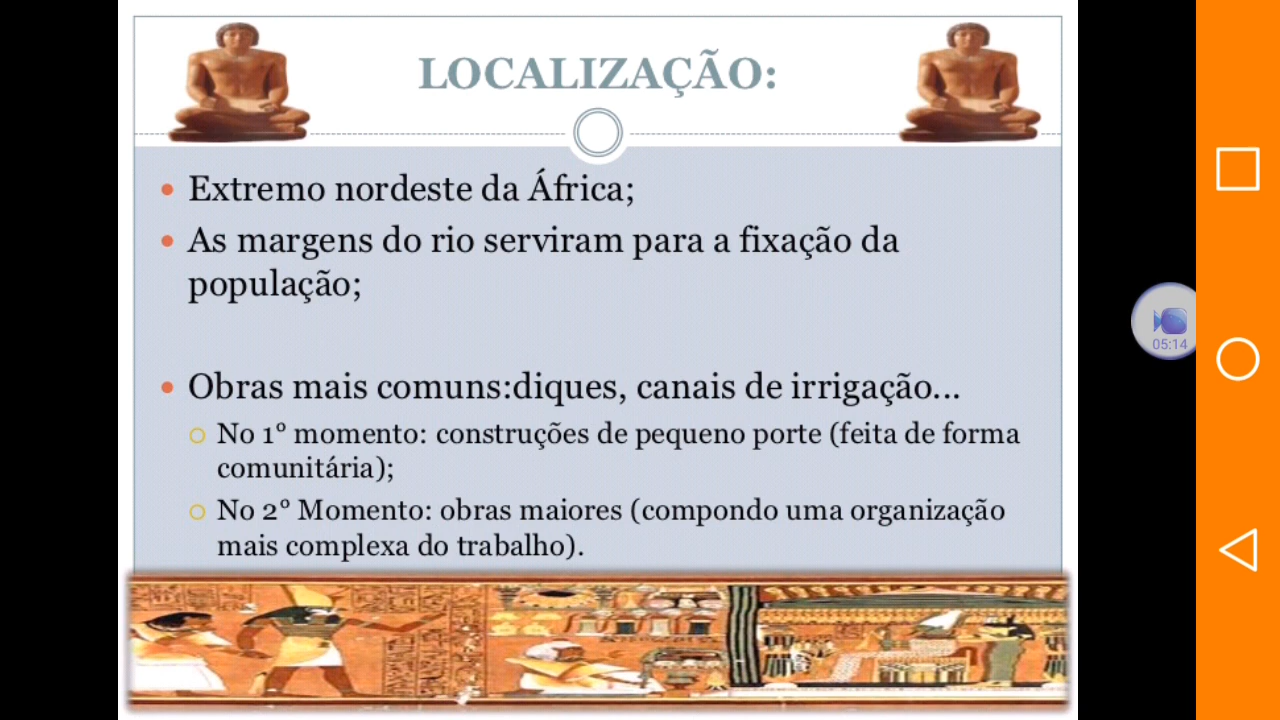 LOCALIZAÇÃO:
Extremo nordeste da África;
As margens do rio serviram para a fixação da
população;
Obras mais comuns:diques, canais de irrigação...
No 1° momento: construções de pequeno porte (feita de forma
comunitária);
No 2° Momento: obras maiores (compondo uma organização
mais complexa do trabalho).
05:14